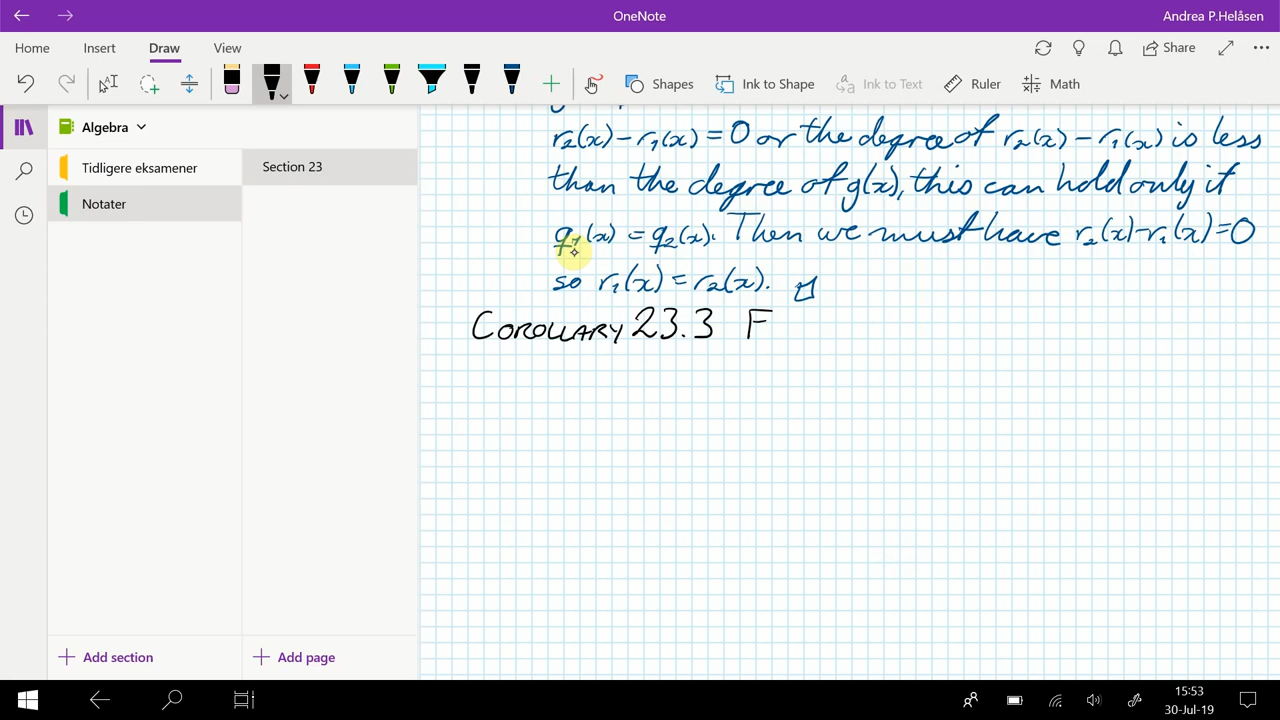 OneNote
Andrea P.Helåsen
Home Insert Draw View
Share
Shapes Ink to Shape Ink to Text Ruler Math
Algebra
Tidligere eksamener
Notater
Section 23
r₂(x) − r₁(x) = 0 or the degree of r₂(x) − r₁(x) is less
than the degree of g(x), this can hold only if
q₁(x) = q₂(x). Then we must have r₂(x)−r₁(x)=0
so r₁(x) = r₂(x).
COROLLARY 23.3 F
Add section
Add page
15:53
30-Jul-19